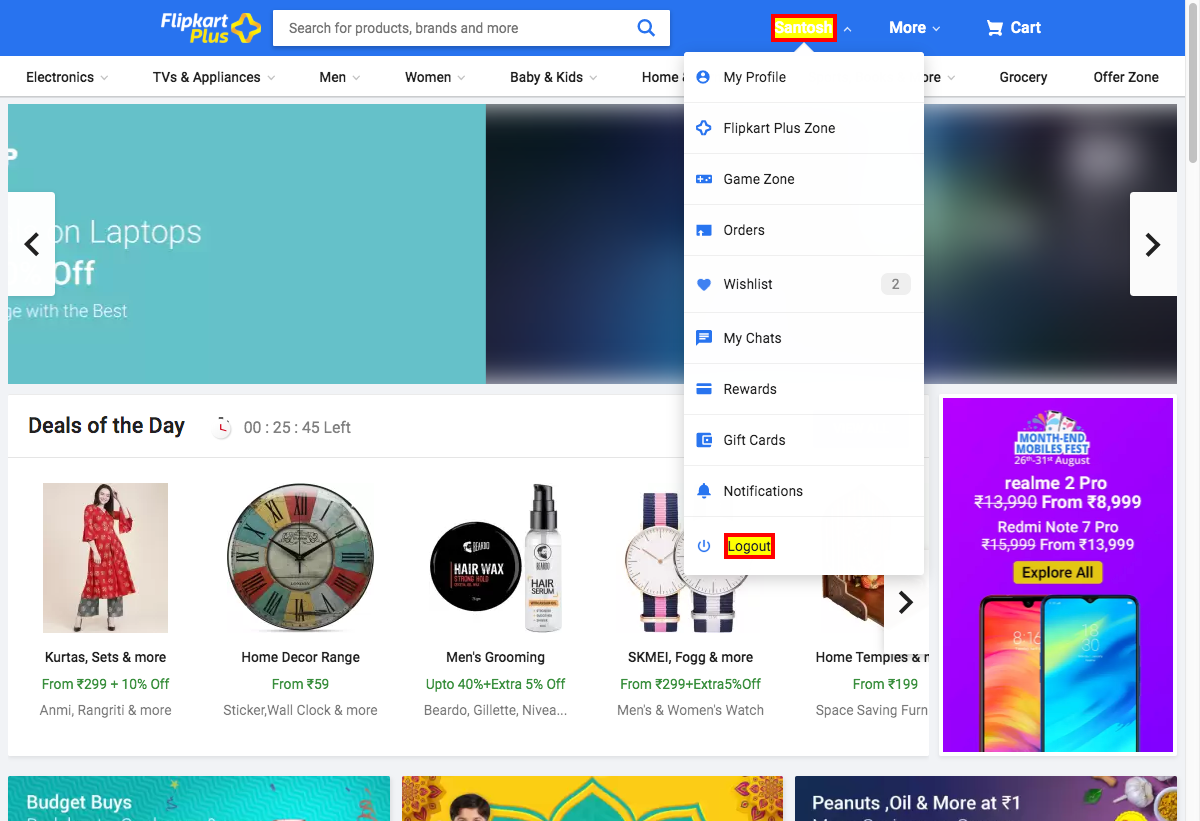 Flipkart
Plus
Search for products, brands and more
Santosh
More
Cart
Electronics
TVs & Appliances
Men
Women
Baby & Kids
Home
Grocery
Offer Zone
My Profile
Flipkart Plus Zone
Game Zone
Orders
Wishlist 2
My Chats
Rewards
Gift Cards
Notifications
Logout
on Laptops
Off
with the Best
Deals of the Day
00 : 25 : 45 Left
BEARDO
HAIR WAX
STRONG HOLD
BEARDO
HAIR
SERUM
Kurtas, Sets & more
From ₹299 + 10% Off
Anmi, Rangriti & more
Home Decor Range
From ₹59
Sticker,Wall Clock & more
Men's Grooming
Upto 40%+Extra 5% Off
Beardo, Gillette, Nivea...
SKMEI, Fogg & more
From ₹299+Extra5%Off
Men's & Women's Watch
Home Temples &
From ₹199
Space Saving Furn
MONTH-END
MOBILES FEST
26th-31st August
realme 2 Pro
₹13,990 From ₹8,999
Redmi Note 7 Pro
₹15,999 From ₹13,999
Explore All
8:16
18
30
Budget Buys
Peanuts ,Oil & More at ₹1